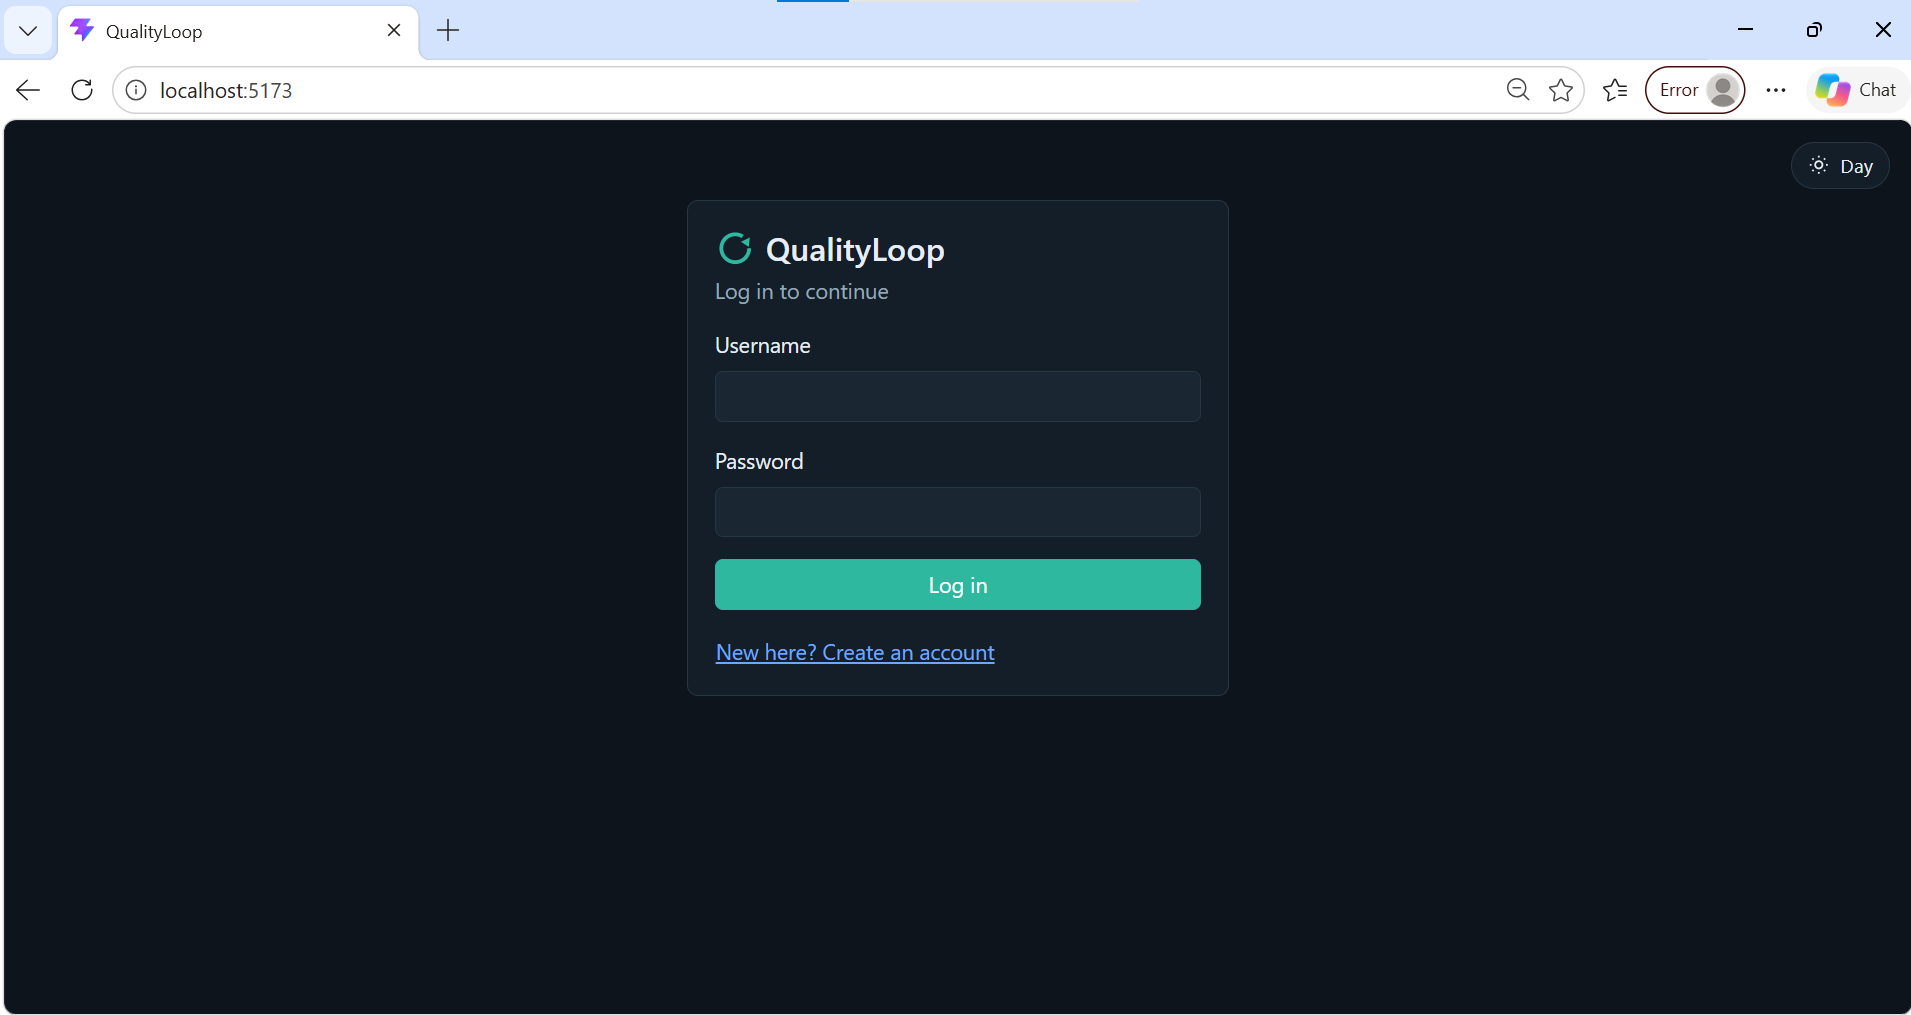 QualityLoop
localhost:5173
Error
Chat
Day
QualityLoop
Log in to continue
Username
Password
Log in
New here? Create an account